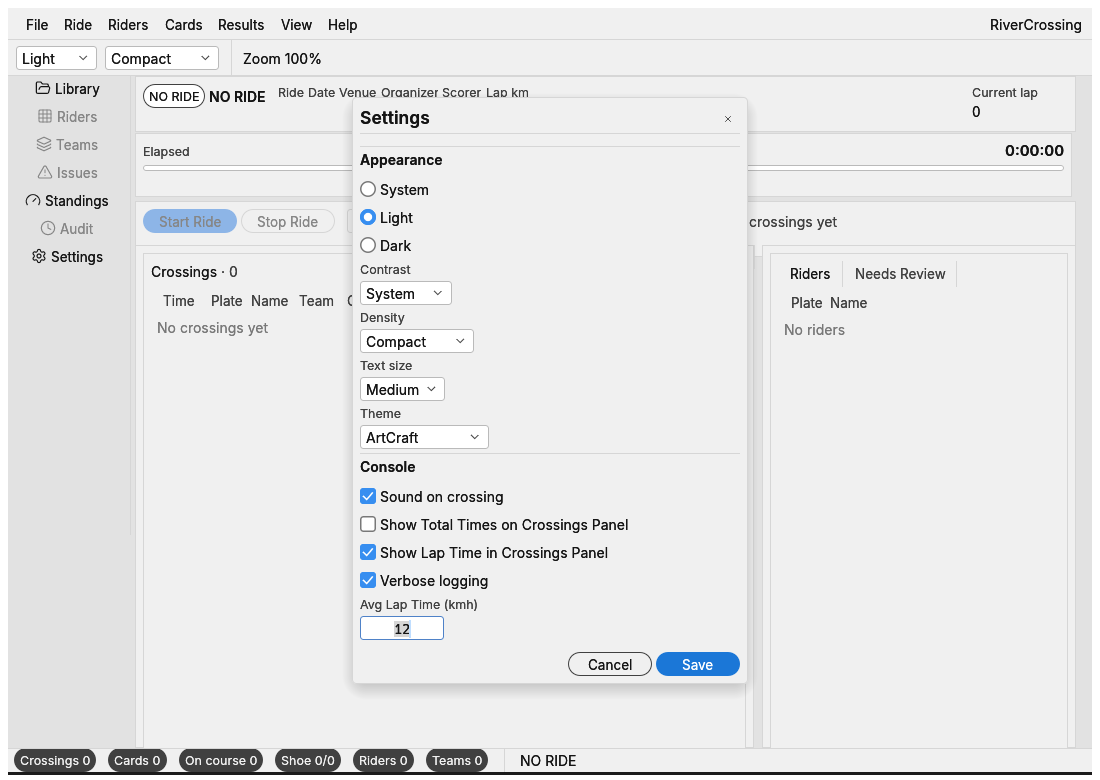 File Ride Riders Cards Results View Help RiverCrossing
Light Compact Zoom 100%
Library
Riders
Teams
Issues
Standings
Audit
Settings
NO RIDE NO RIDE Ride Date Venue Organizer Scorer Lap km
Current lap
0
Elapsed 0:00:00
Start Ride Stop Ride crossings yet
Crossings · 0
Time Plate Name Team
No crossings yet
Riders Needs Review
Plate Name
No riders
Settings ×
Appearance
System
Light
Dark
Contrast
System
Density
Compact
Text size
Medium
Theme
ArtCraft
Console
Sound on crossing
Show Total Times on Crossings Panel
Show Lap Time in Crossings Panel
Verbose logging
Avg Lap Time (kmh)
12
Cancel Save
Crossings 0 Cards 0 On course 0 Shoe 0/0 Riders 0 Teams 0 NO RIDE